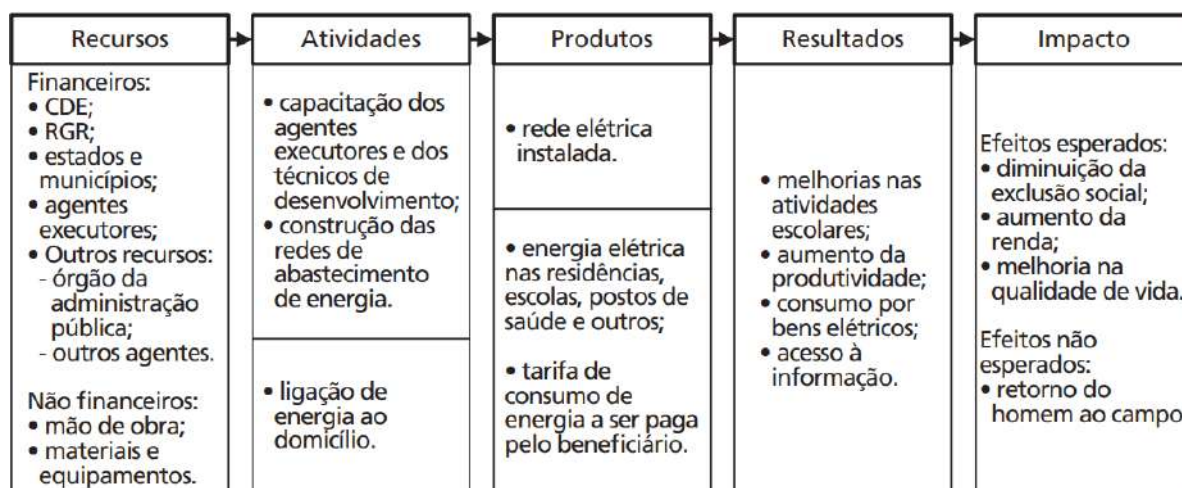 Recursos
Financeiros:
• CDE;
• RGR;
• estados e
municípios;
• agentes
executores;
• Outros recursos:
- órgão da
administração
pública;
- outros agentes.
Não financeiros:
• mão de obra;
• materiais e
equipamentos.
Atividades
• capacitação dos
agentes
executores e dos
técnicos de
desenvolvimento;
• construção das
redes de
abastecimento
de energia.
• ligação de
energia ao
domicílio.
Produtos
• rede elétrica
instalada.
• energia elétrica
nas residências,
escolas, postos de
saúde e outros;
• tarifa de
consumo de
energia a ser paga
pelo beneficiário.
Resultados
• melhorias nas
atividades
escolares;
• aumento da
produtividade;
• consumo por
bens elétricos;
• acesso à
informação.
Impacto
Efeitos esperados:
• diminuição da
exclusão social;
• aumento da
renda;
• melhoria na
qualidade de vida.
Efeitos não
esperados:
• retorno do
homem ao campo